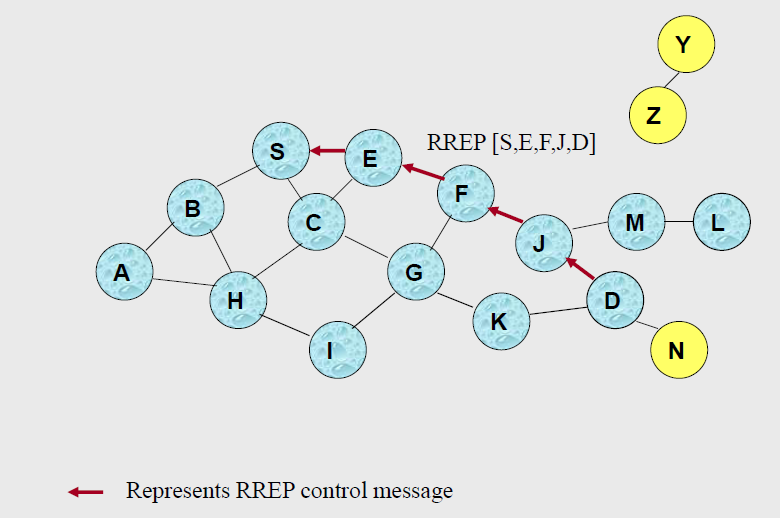 Y
Z
RREP [S,E,F,J,D]
S
E
F
B
C
M
L
J
A
G
H
D
K
I
N
Represents RREP control message